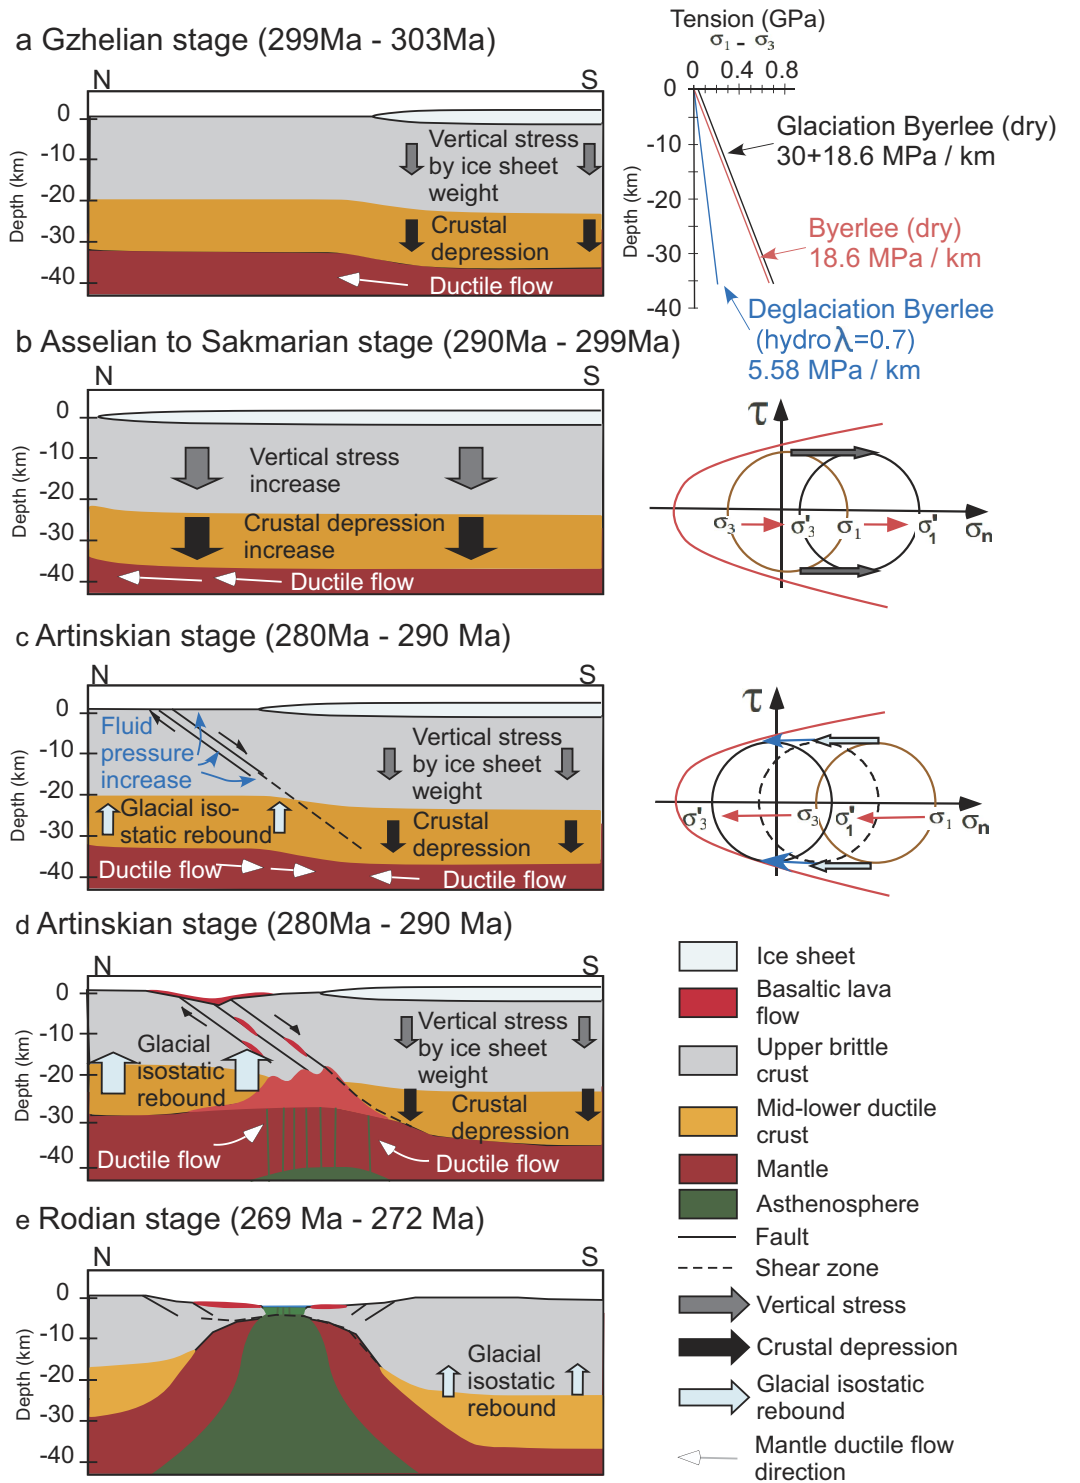 a Gzhelian stage (299Ma - 303Ma)
N
S
0
-10
-20
-30
-40
Depth (km)
Vertical stress
by ice sheet
weight
Crustal
depression
Ductile flow
Tension (GPa)
σ1 - σ3
0 0.4 0.8
0
-10
-20
-30
-40
Depth (km)
Glaciation Byerlee (dry)
30+18.6 MPa / km
Byerlee (dry)
18.6 MPa / km
Deglaciation Byerlee
(hydro λ=0.7)
5.58 MPa / km
b Asselian to Sakmarian stage (290Ma - 299Ma)
N
S
0
-10
-20
-30
-40
Depth (km)
Vertical stress
increase
Crustal depression
increase
Ductile flow
τ
σ3 σ'3 σ1 σ'1 σn
c Artinskian stage (280Ma - 290 Ma)
N
S
0
-10
-20
-30
-40
Depth (km)
Fluid
pressure
increase
Vertical stress
by ice sheet
weight
Glacial iso-
static rebound
Crustal
depression
Ductile flow
Ductile flow
τ
σ'3 σ3 σ'1 σ1 σn
d Artinskian stage (280Ma - 290 Ma)
N
S
0
-10
-20
-30
-40
Depth (km)
Glacial
isostatic
rebound
Vertical stress
by ice sheet
weight
Crustal
depression
Ductile flow
Ductile flow
e Rodian stage (269 Ma - 272 Ma)
N
S
0
-10
-20
-30
-40
Depth (km)
Glacial
isostatic
rebound
Ice sheet
Basaltic lava
flow
Upper brittle
crust
Mid-lower ductile
crust
Mantle
Asthenosphere
Fault
Shear zone
Vertical stress
Crustal depression
Glacial isostatic
rebound
Mantle ductile flow
direction